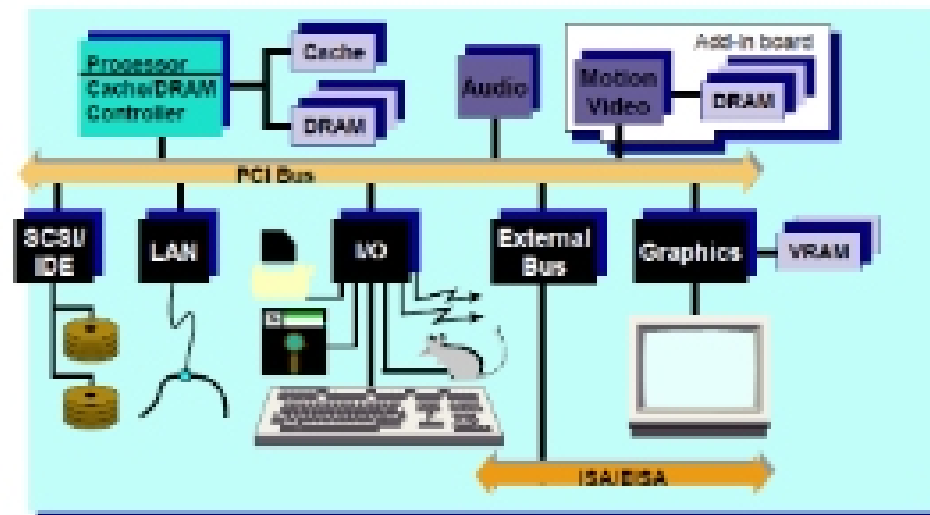 Processor
Cache/DRAM
Controller
Cache
DRAM
Audio
Add-in board
Motion
Video
DRAM
PCI Bus
SCSI/
IDE
LAN
I/O
External
Bus
Graphics
VRAM
ISA/EISA